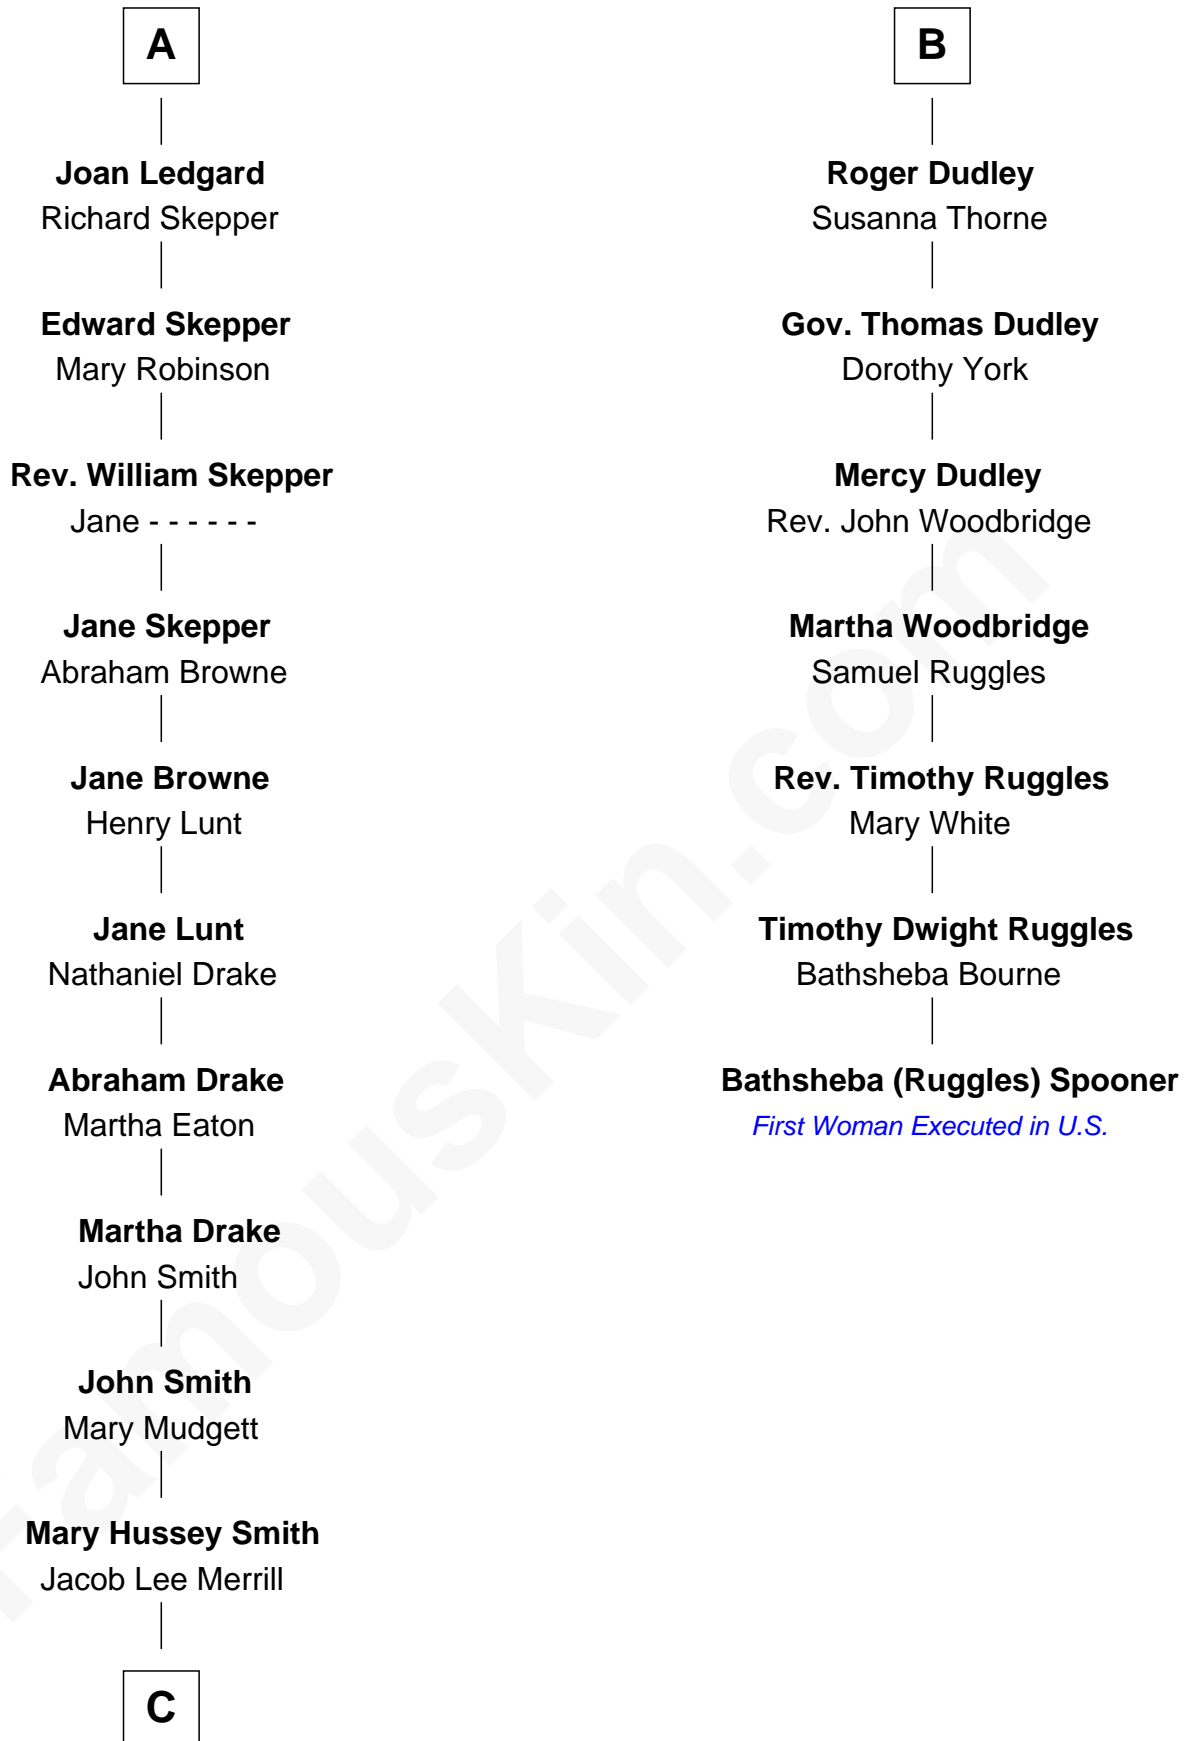 A
Joan Ledgard
Richard Skepper
Edward Skepper
Mary Robinson
Rev. William Skepper
Jane - - - - - -
Jane Skepper
Abraham Browne
Jane Browne
Henry Lunt
Jane Lunt
Nathaniel Drake
Abraham Drake
Martha Eaton
Martha Drake
John Smith
John Smith
Mary Mudgett
Mary Hussey Smith
Jacob Lee Merrill
C
B
Roger Dudley
Susanna Thorne
Gov. Thomas Dudley
Dorothy York
Mercy Dudley
Rev. John Woodbridge
Martha Woodbridge
Samuel Ruggles
Rev. Timothy Ruggles
Mary White
Timothy Dwight Ruggles
Bathsheba Bourne
Bathsheba (Ruggles) Spooner
First Woman Executed in U.S.
FamousKin.com